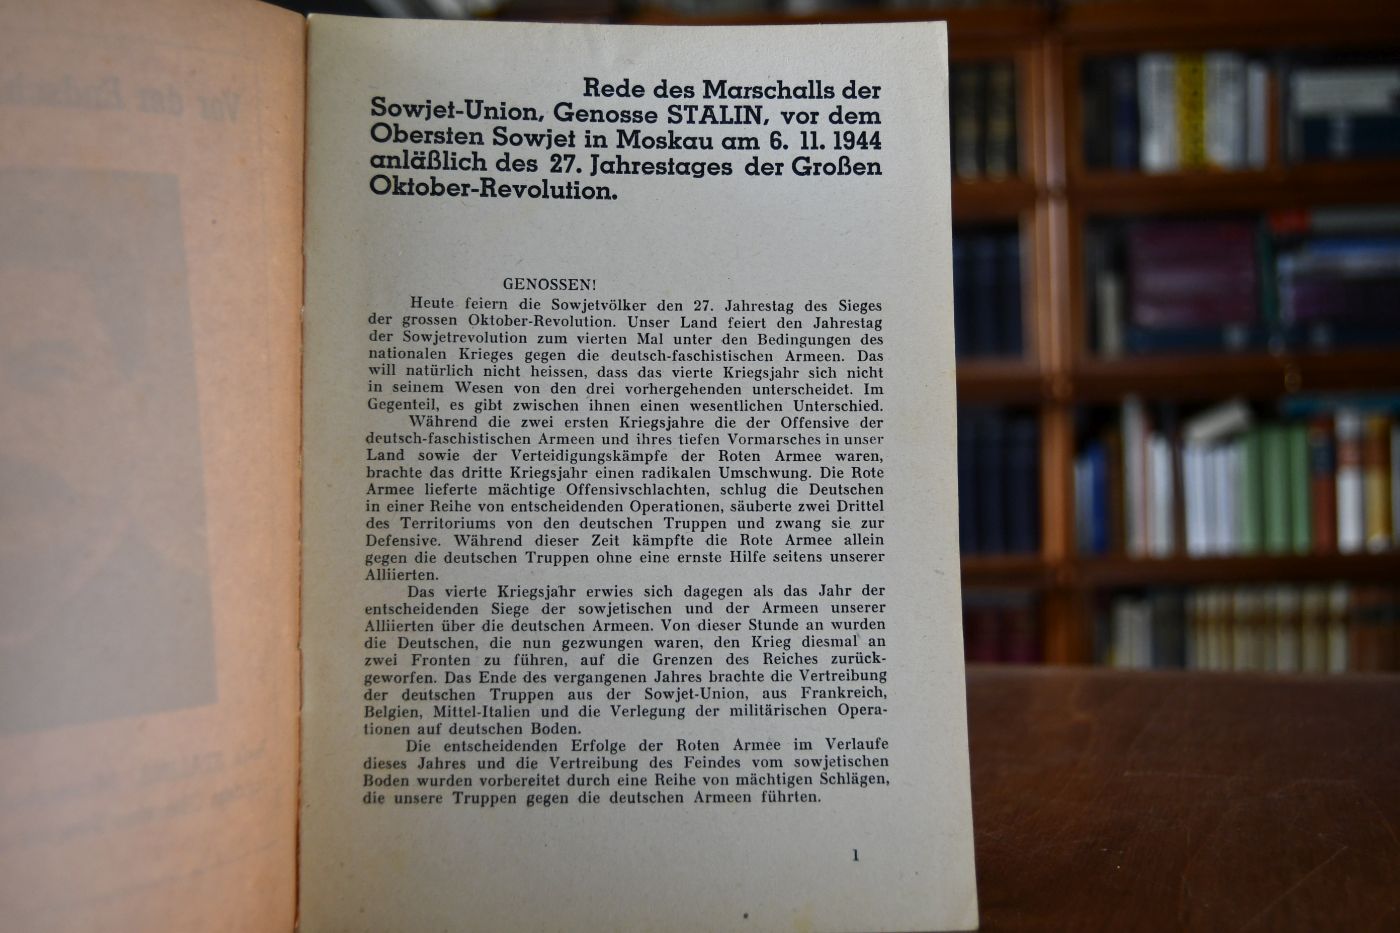 Rede des Marschalls der
Sowjet-Union, Genosse STALIN, vor dem
Obersten Sowjet in Moskau am 6. 11. 1944
anläßlich des 27. Jahrestages der Großen
Oktober-Revolution.
GENOSSEN!
Heute feiern die Sowjetvölker den 27. Jahrestag des Sieges
der grossen Oktober-Revolution. Unser Land feiert den Jahrestag
der Sowjetrevolution zum vierten Mal unter den Bedingungen des
nationalen Krieges gegen die deutsch-faschistischen Armeen. Das
will natürlich nicht heissen, dass das vierte Kriegsjahr sich nicht
in seinem Wesen von den drei vorhergehenden unterscheidet. Im
Gegenteil, es gibt zwischen ihnen einen wesentlichen Unterschied.
Während die zwei ersten Kriegsjahre die der Offensive der
deutsch-faschistischen Armeen und ihres tiefen Vormarsches in unser
Land sowie der Verteidigungskämpfe der Roten Armee waren,
brachte das dritte Kriegsjahr einen radikalen Umschwung. Die Rote
Armee lieferte mächtige Offensivschlachten, schlug die Deutschen
in einer Reihe von entscheidenden Operationen, säuberte zwei Drittel
des Territoriums von den deutschen Truppen und zwang sie zur
Defensive. Während dieser Zeit kämpfte die Rote Armee allein
gegen die deutschen Truppen ohne eine ernste Hilfe seitens unserer
Alliierten.
Das vierte Kriegsjahr erwies sich dagegen als das Jahr der
entscheidenden Siege der sowjetischen und der Armeen unserer
Alliierten über die deutschen Armeen. Von dieser Stunde an wurden
die Deutschen, die nun gezwungen waren, den Krieg diesmal an
zwei Fronten zu führen, auf die Grenzen des Reiches zurück-
geworfen. Das Ende des vergangenen Jahres brachte die Vertreibung
der deutschen Truppen aus der Sowjet-Union, aus Frankreich,
Belgien, Mittel-Italien und die Verlegung der militärischen Opera-
tionen auf deutschen Boden.
Die entscheidenden Erfolge der Roten Armee im Verlaufe
dieses Jahres und die Vertreibung des Feindes vom sowjetischen
Boden wurden vorbereitet durch eine Reihe von mächtigen Schlägen,
die unsere Truppen gegen die deutschen Armeen führten.
1